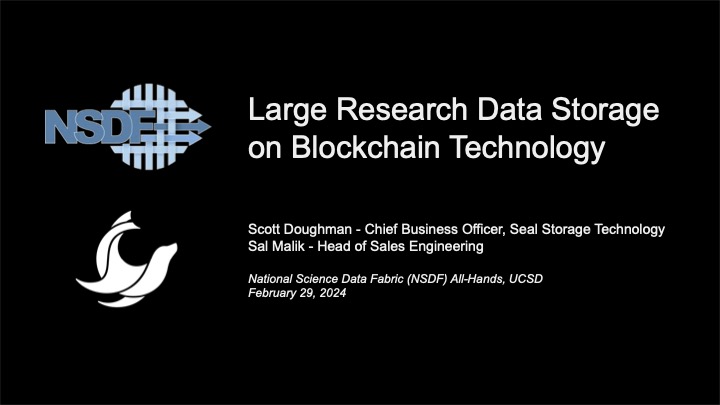 NSDF
Large Research Data Storage
on Blockchain Technology
Scott Doughman - Chief Business Officer, Seal Storage Technology
Sal Malik - Head of Sales Engineering
National Science Data Fabric (NSDF) All-Hands, UCSD
February 29, 2024